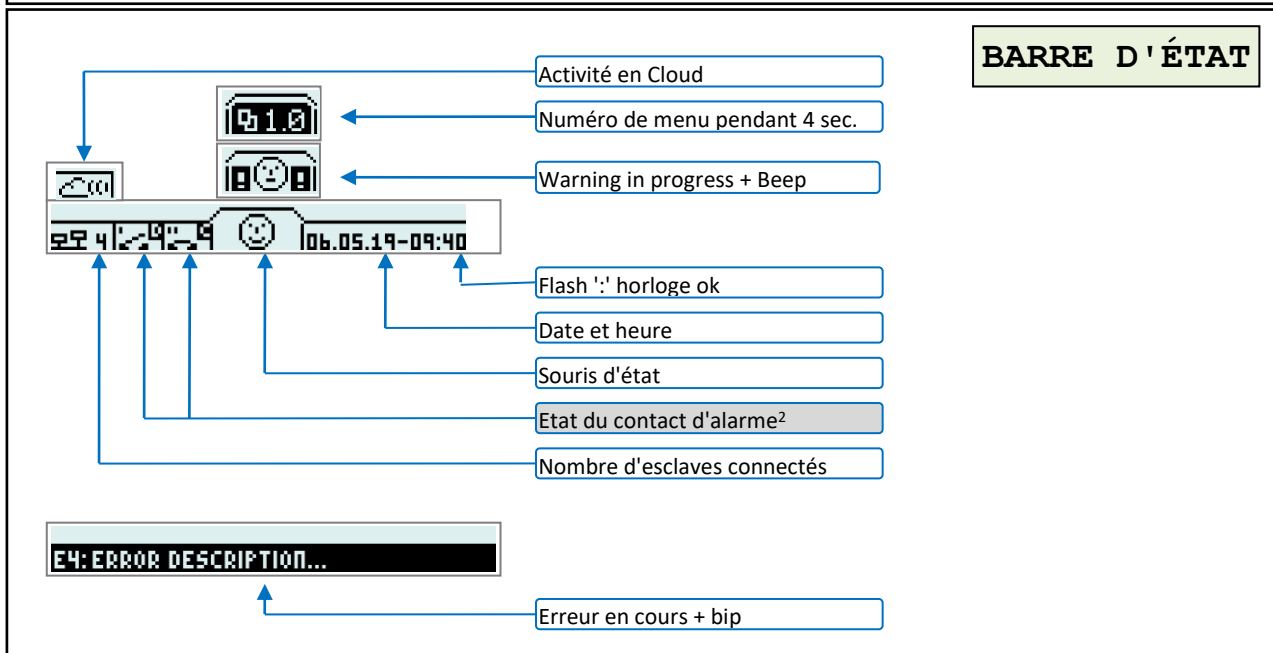 BARRE D'ÉTAT
Activité en Cloud
Numéro de menu pendant 4 sec.
1.0
Warning in progress + Beep
4
06.05.19-09:40
Flash ':' horloge ok
Date et heure
Souris d'état
Etat du contact d'alarme²
Nombre d'esclaves connectés
E4: ERROR DESCRIPTION...
Erreur en cours + bip